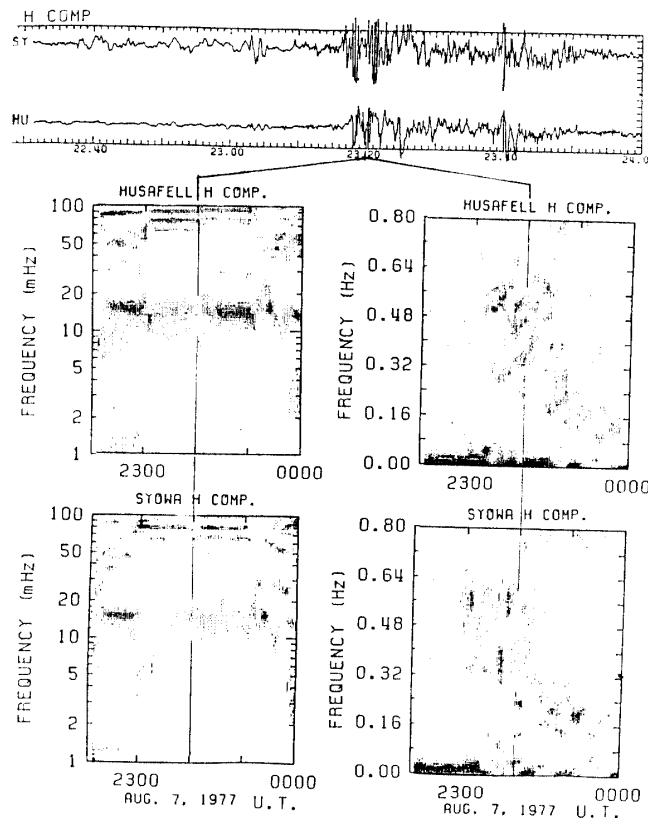 H COMP
SY
HU
22.40 23.00 23.20 24.0
HUSAFELL H COMP.
100
50
20
10
5
2
1
FREQUENCY (mHz)
2300 0000
HUSAFELL H COMP.
0.80
0.64
0.48
0.32
0.16
0.00
FREQUENCY (Hz)
2300 0000
SYOWA H COMP.
100
50
20
10
5
2
1
FREQUENCY (mHz)
2300 0000
AUG. 7, 1977 U.T.
SYOWA H COMP.
0.80
0.64
0.48
0.32
0.16
0.00
FREQUENCY (Hz)
2300 0000
AUG. 7, 1977 U.T.